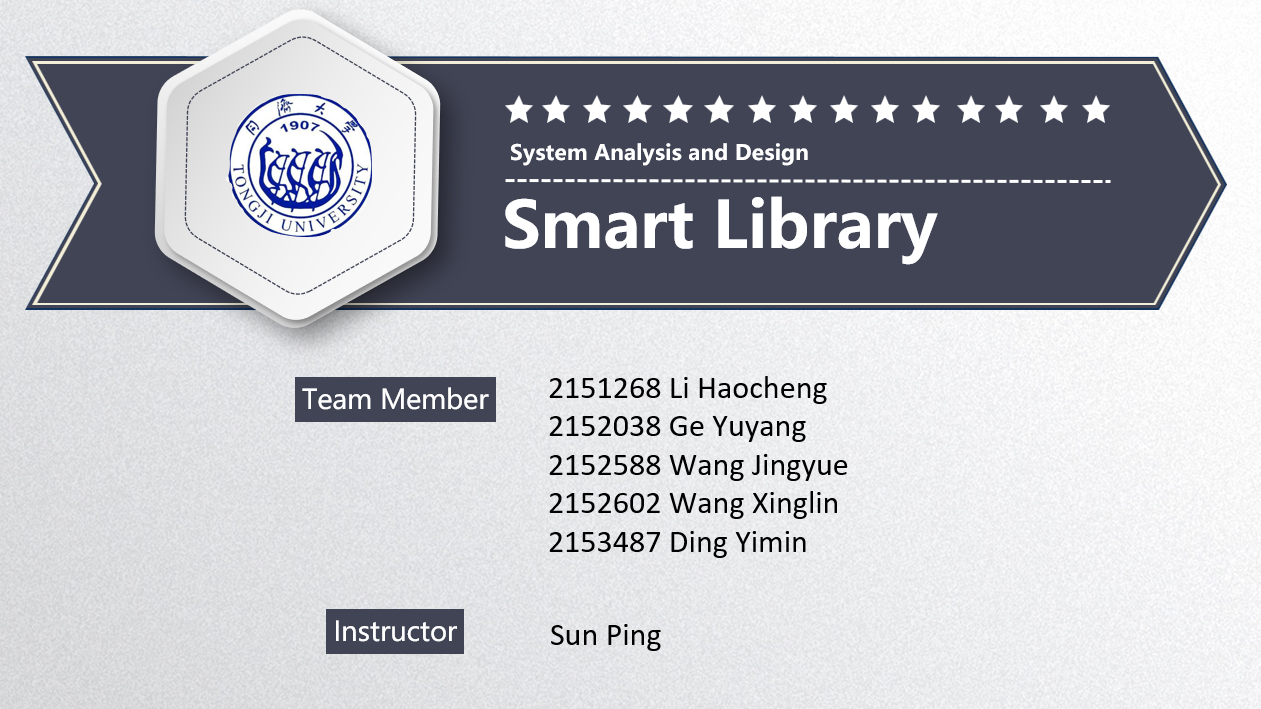 同濟大學
1907
TONGJI UNIVERSITY
System Analysis and Design
Smart Library
Team Member
2151268 Li Haocheng
2152038 Ge Yuyang
2152588 Wang Jingyue
2152602 Wang Xinglin
2153487 Ding Yimin
Instructor
Sun Ping